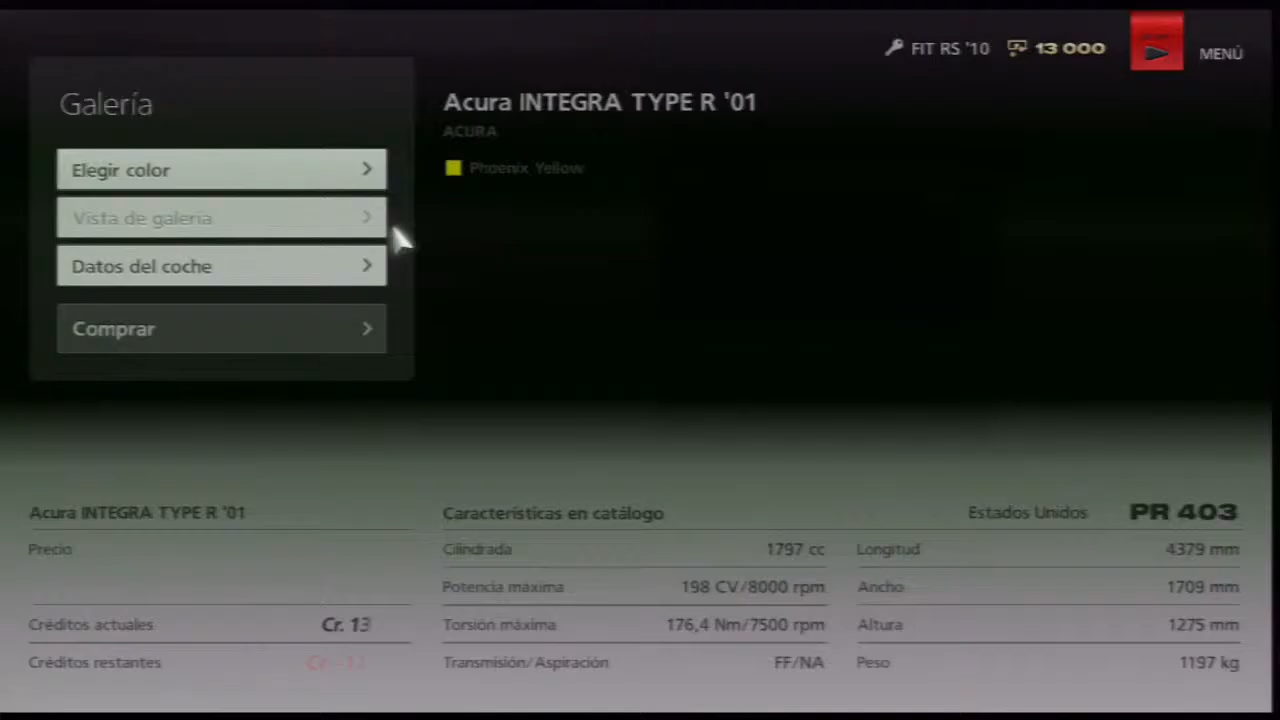 FIT RS '10
13 000
MENÚ
Galería
Elegir color
Vista de galería
Datos del coche
Comprar
Acura INTEGRA TYPE R '01
ACURA
Phoenix Yellow
Acura INTEGRA TYPE R '01
Precio
Créditos actuales Cr. 13
Créditos restantes
Características en catálogo
Cilindrada 1797 cc
Potencia máxima 198 CV/8000 rpm
Torsión máxima 176,4 Nm/7500 rpm
Transmisión/Aspiración FF/NA
Estados Unidos PR 403
Longitud 4379 mm
Ancho 1709 mm
Altura 1275 mm
Peso 1197 kg